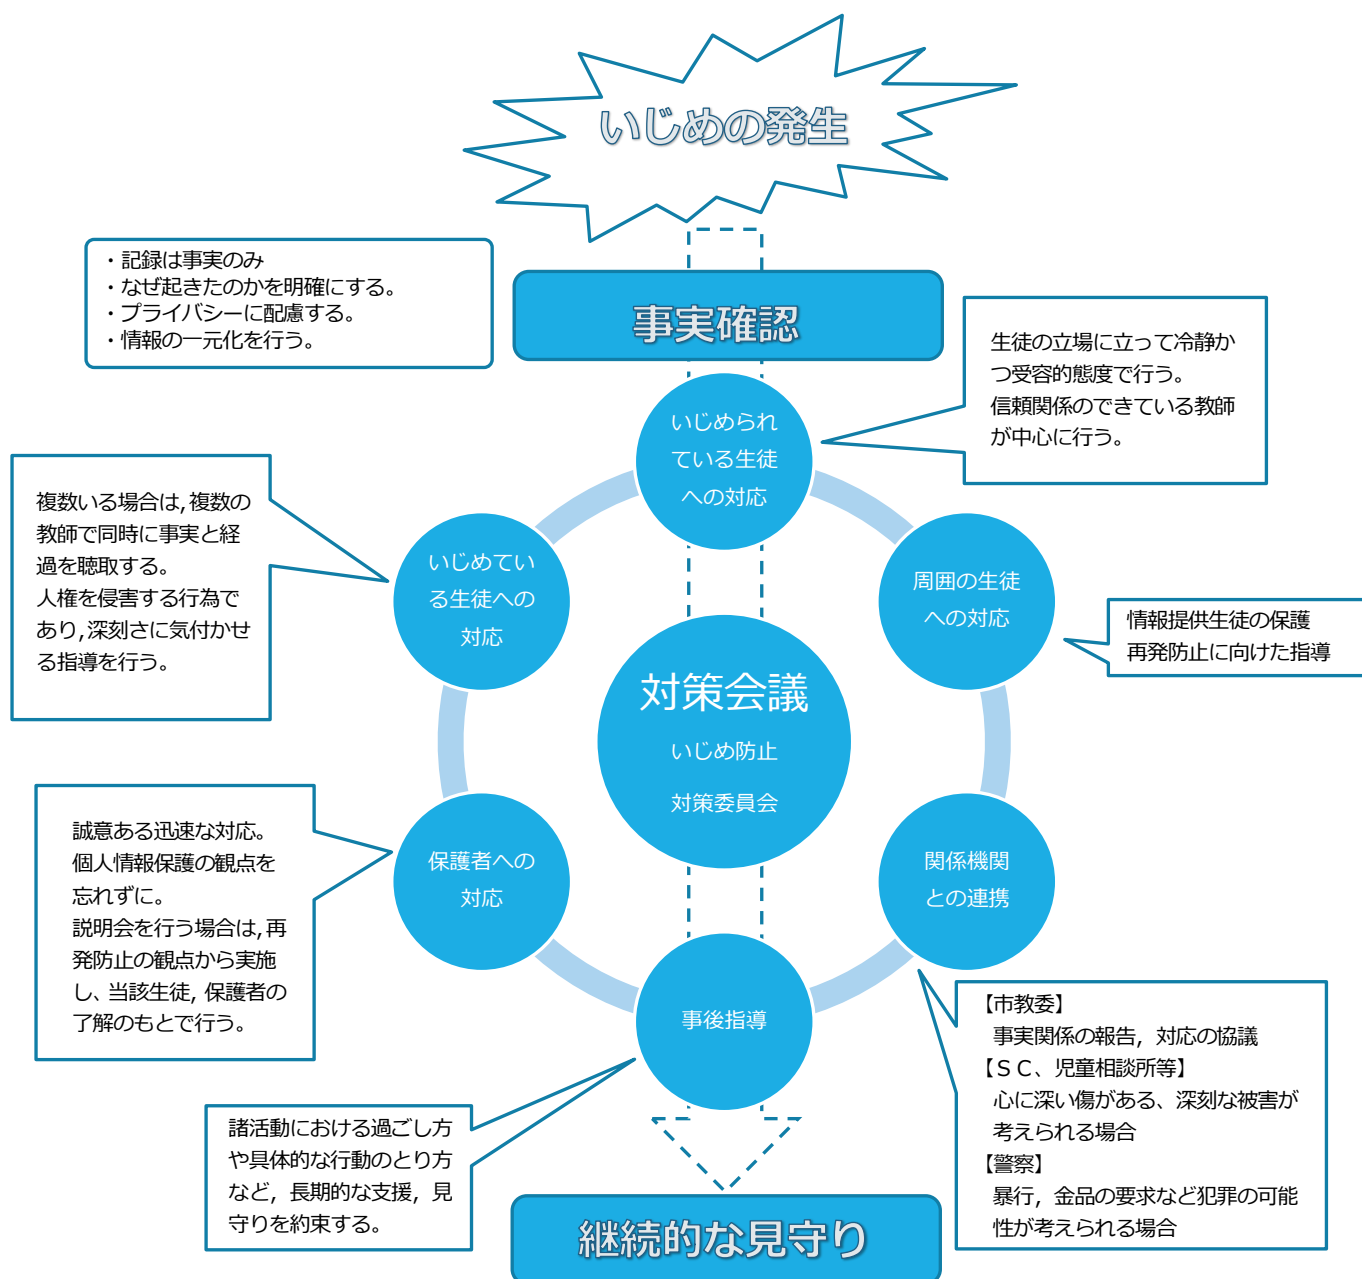 いじめの発生
・記録は事実のみ
・なぜ起きたのかを明確にする。
・プライバシーに配慮する。
・情報の一元化を行う。
事実確認
生徒の立場に立って冷静か
つ受容的態度で行う。
信頼関係のできている教師
が中心に行う。
いじめられ
ている生徒
への対応
複数いる場合は,複数の
教師で同時に事実と経
過を聴取する。
人権を侵害する行為で
あり,深刻さに気付かせ
る指導を行う。
いじめてい
る生徒への
対応
周囲の生徒
への対応
情報提供生徒の保護
再発防止に向けた指導
対策会議
いじめ防止
対策委員会
誠意ある迅速な対応。
個人情報保護の観点を
忘れずに。
説明会を行う場合は,再
発防止の観点から実施
し、当該生徒,保護者の
了解のもとで行う。
保護者への
対応
関係機関
との連携
【市教委】
事実関係の報告，対応の協議
【ＳＣ、児童相談所等】
心に深い傷がある、深刻な被害が
考えられる場合
【警察】
暴行，金品の要求など犯罪の可能
性が考えられる場合
事後指導
諸活動における過ごし方
や具体的な行動のとり方
など，長期的な支援，見
守りを約束する。
継続的な見守り